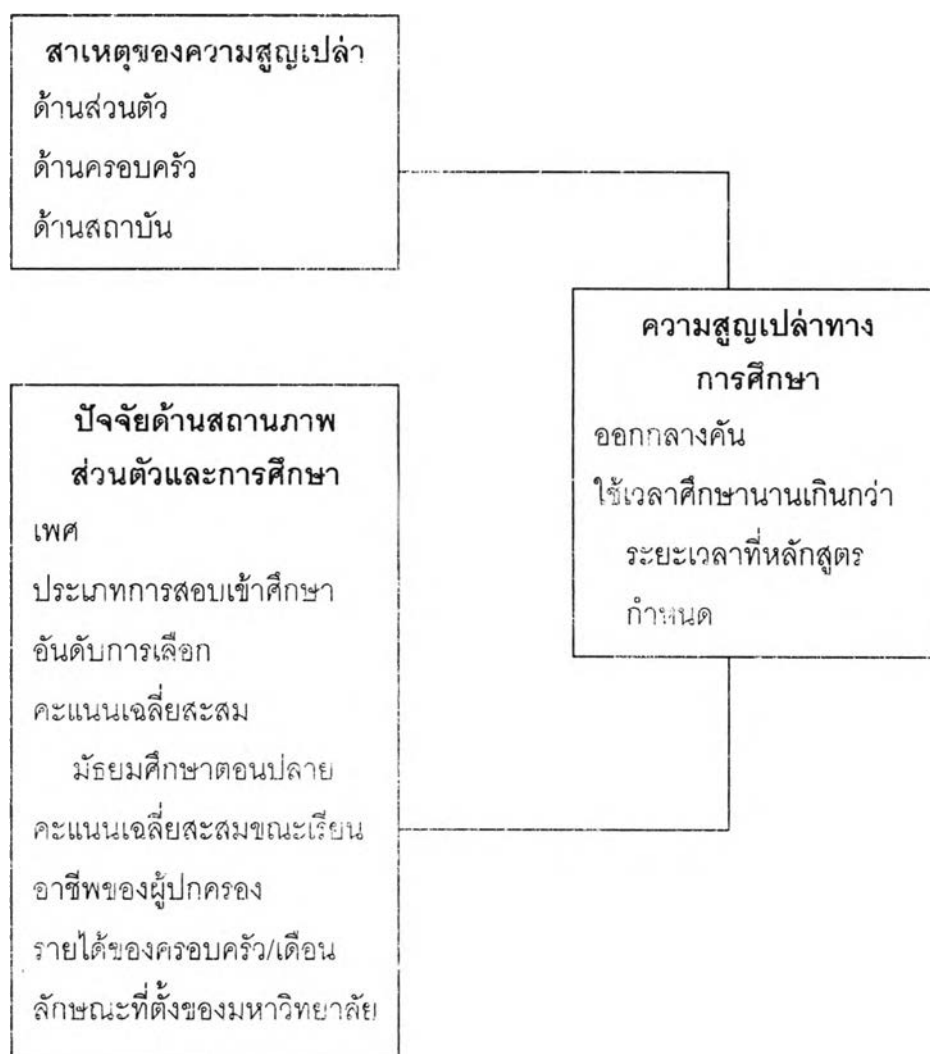 สาเหตุของความสูญเปล่า
ด้านส่วนตัว
ด้านครอบครัว
ด้านสถาบัน
ความสูญเปล่าทาง
การศึกษา
ออกกลางคัน
ใช้เวลาศึกษานานเกินกว่า
ระยะเวลาที่หลักสูตร
กำหนด
ปัจจัยด้านสถานภาพ
ส่วนตัวและการศึกษา
เพศ
ประเภทการสอบเข้าศึกษา
อันดับการเลือก
คะแนนเฉลี่ยสะสม
มัธยมศึกษาตอนปลาย
คะแนนเฉลี่ยสะสมขณะเรียน
อาชีพของผู้ปกครอง
รายได้ของครอบครัว/เดือน
ลักษณะที่ตั้งของมหาวิทยาลัย